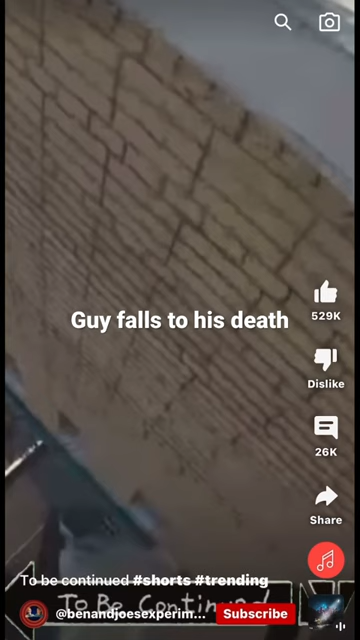 Guy falls to his death
529K
Dislike
26K
Share
To be continued #shorts #trending
To Be Continued
@benandjoesexperim...
Subscribe